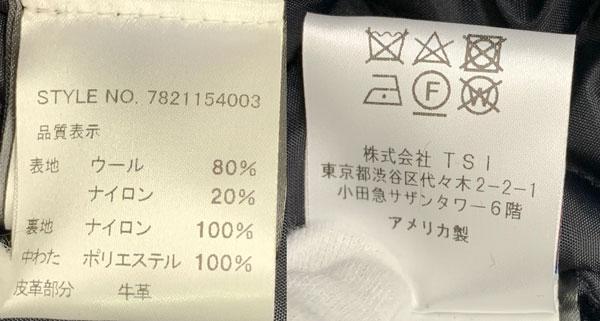 STYLE NO. 7821154003
品質表示
表地 ウール 80%
ナイロン 20%
裏地 ナイロン 100%
中わた ポリエステル 100%
皮革部分 牛革
F
W
株式会社 TSI
東京都渋谷区代々木2-2-1
小田急サザンタワー6階
アメリカ製